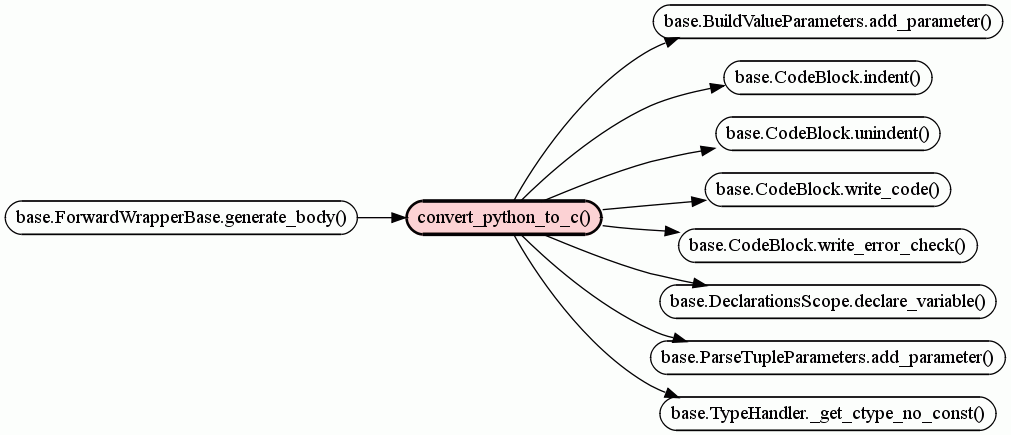 base.BuildValueParameters.add_parameter()
base.CodeBlock.indent()
base.CodeBlock.unindent()
base.CodeBlock.write_code()
base.ForwardWrapperBase.generate_body()
convert_python_to_c()
base.CodeBlock.write_error_check()
base.DeclarationsScope.declare_variable()
base.ParseTupleParameters.add_parameter()
base.TypeHandler._get_ctype_no_const()